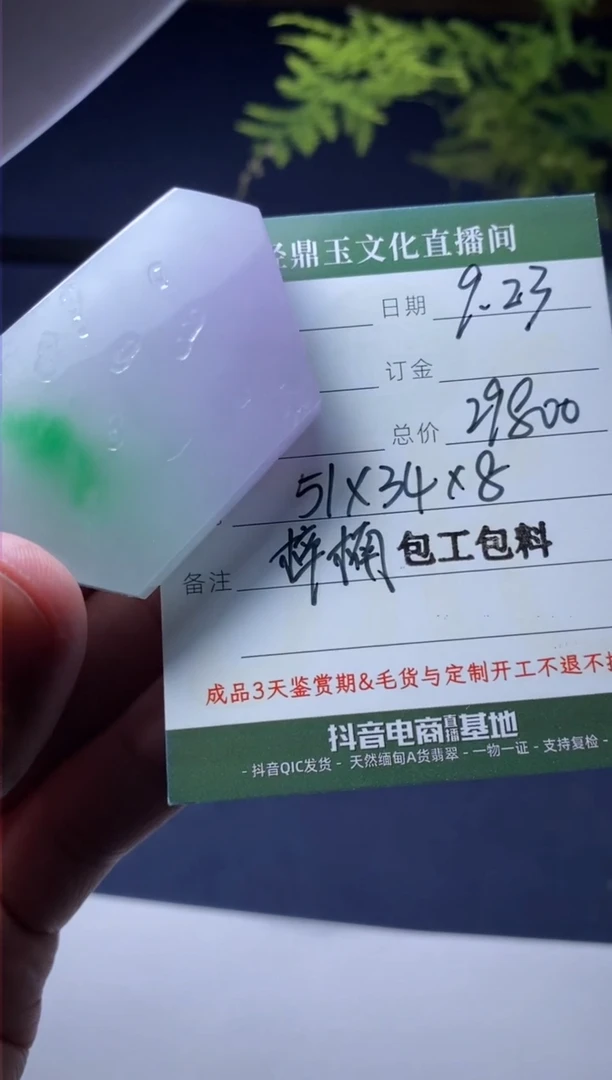 鼎玉文化直播间
日期 9.23
订金
总价 29800
51×34×8
备注 包工包料
成品3天鉴赏期&毛货与定制开工不退不
抖音电商直播基地
- 抖音QIC发货 - 天然缅甸A货翡翠 - 一物一证 - 支持复检 -